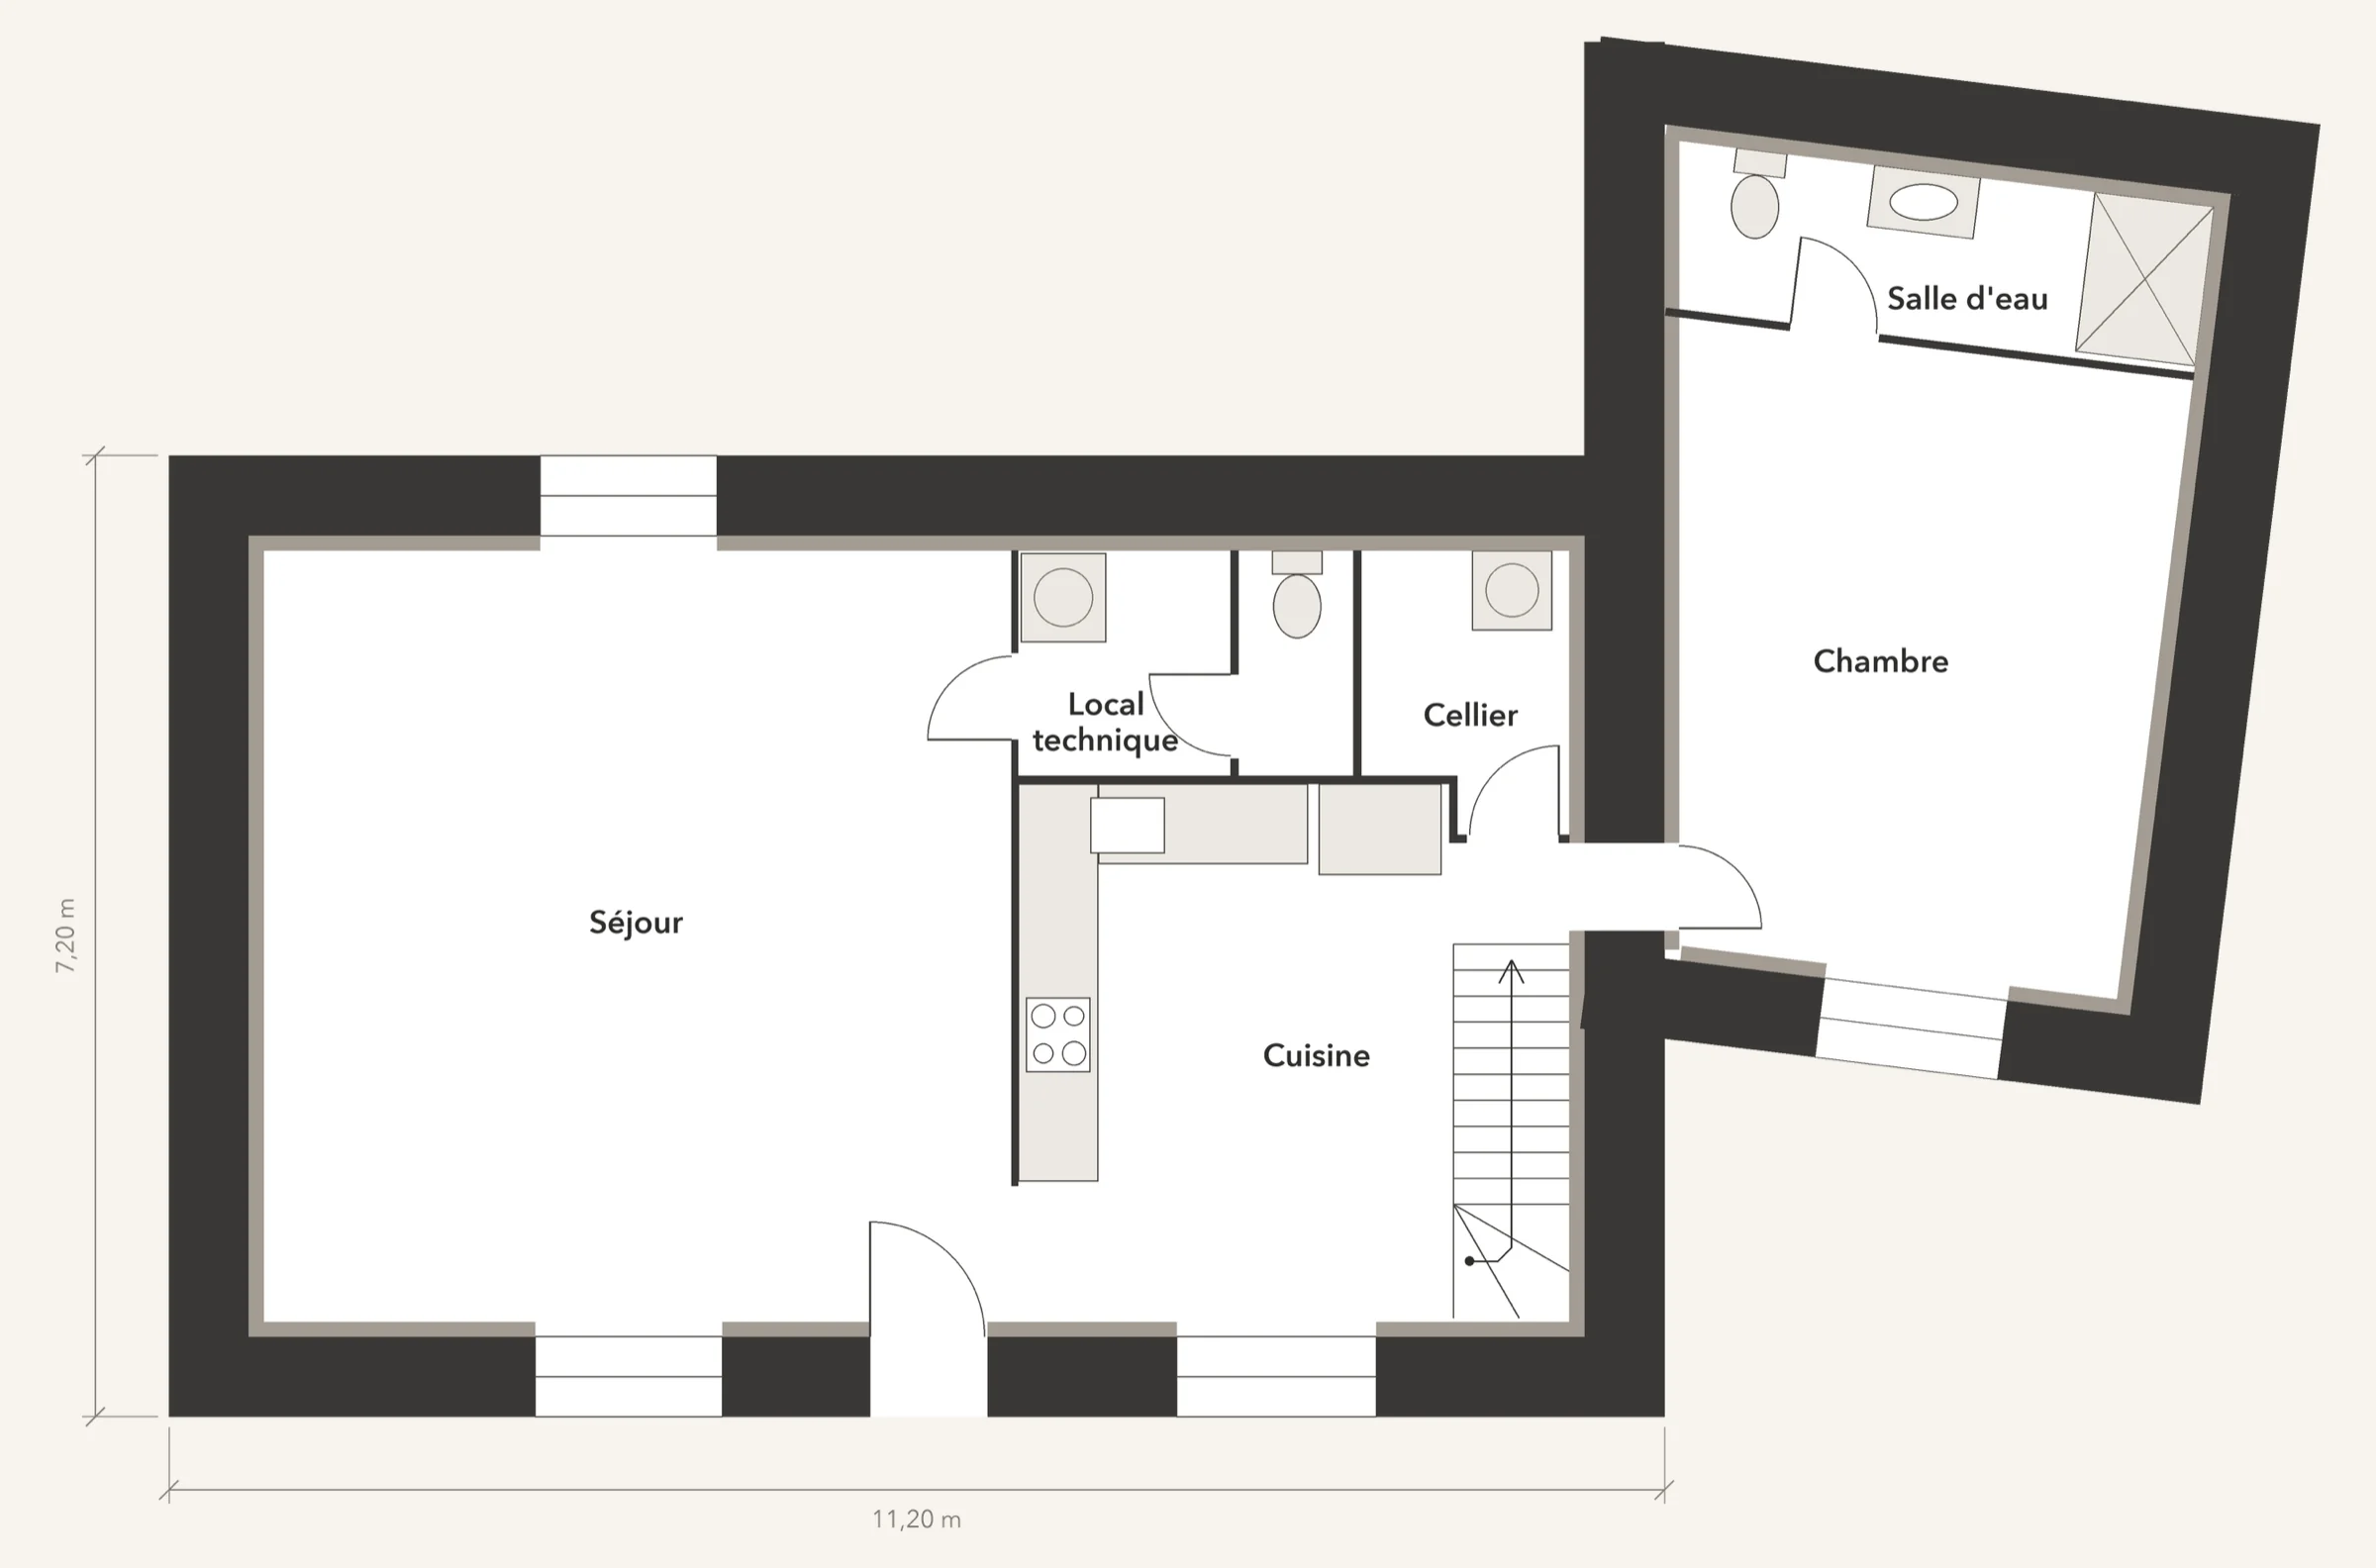 Salle d'eau
Chambre
Local
technique
Cellier
Séjour
Cuisine
7,20 m
11,20 m